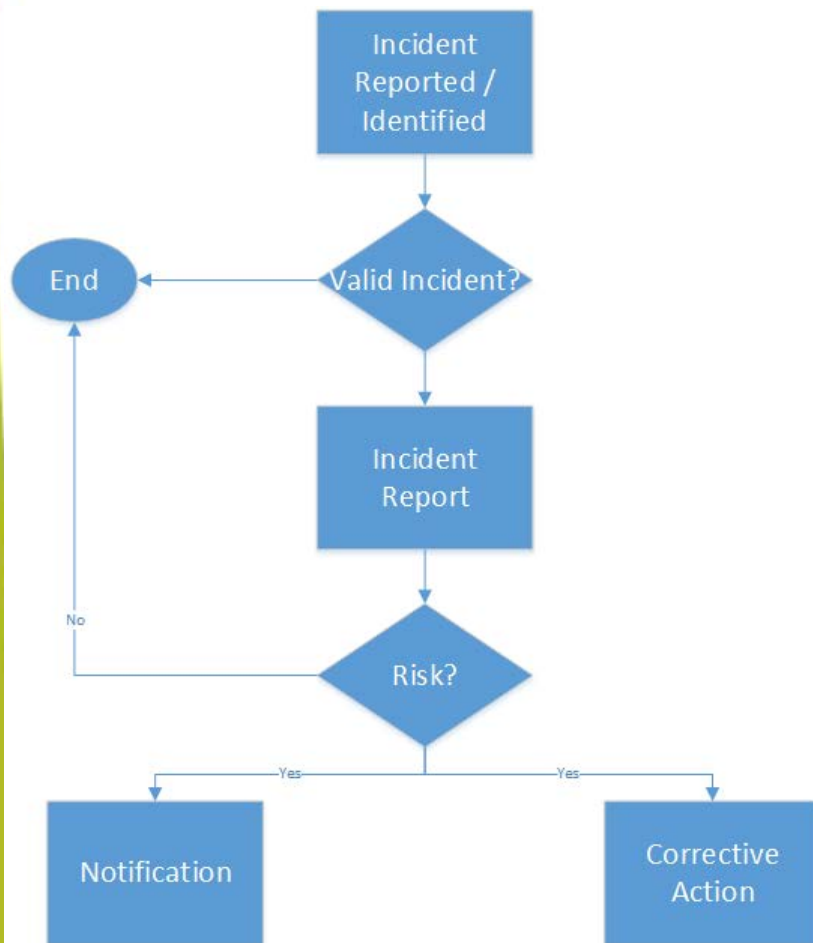 Incident
Reported /
Identified
End
Valid Incident?
Incident
Report
No
Risk?
Yes
Yes
Notification
Corrective
Action